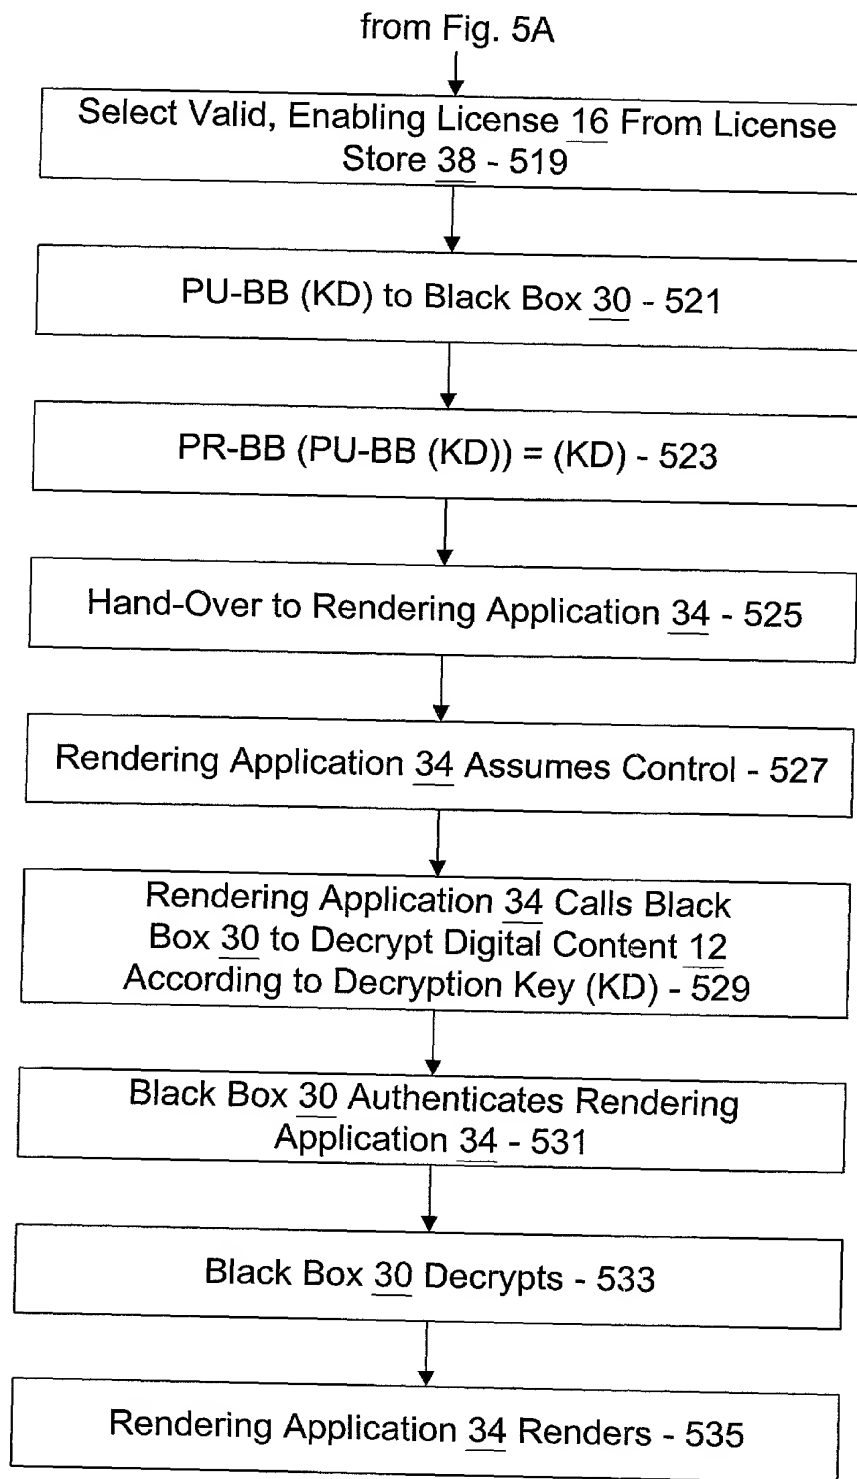 from Fig. 5A
Select Valid, Enabling License 16 From License
Store 38 - 519
PU-BB (KD) to Black Box 30 - 521
PR-BB (PU-BB (KD)) = (KD) - 523
Hand-Over to Rendering Application 34 - 525
Rendering Application 34 Assumes Control - 527
Rendering Application 34 Calls Black
Box 30 to Decrypt Digital Content 12
According to Decryption Key (KD) - 529
Black Box 30 Authenticates Rendering
Application 34 - 531
Black Box 30 Decrypts - 533
Rendering Application 34 Renders - 535